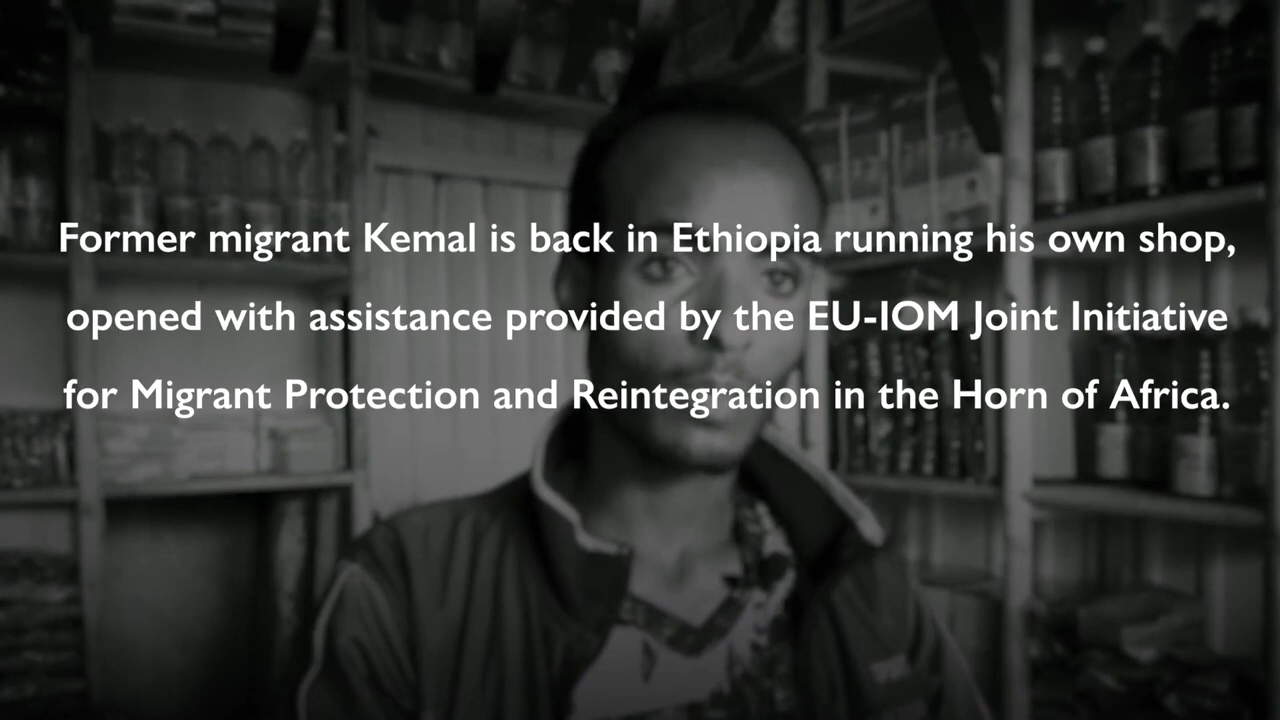 Former migrant Kemal is back in Ethiopia running his own shop,
opened with assistance provided by the EU-IOM Joint Initiative
for Migrant Protection and Reintegration in the Horn of Africa.